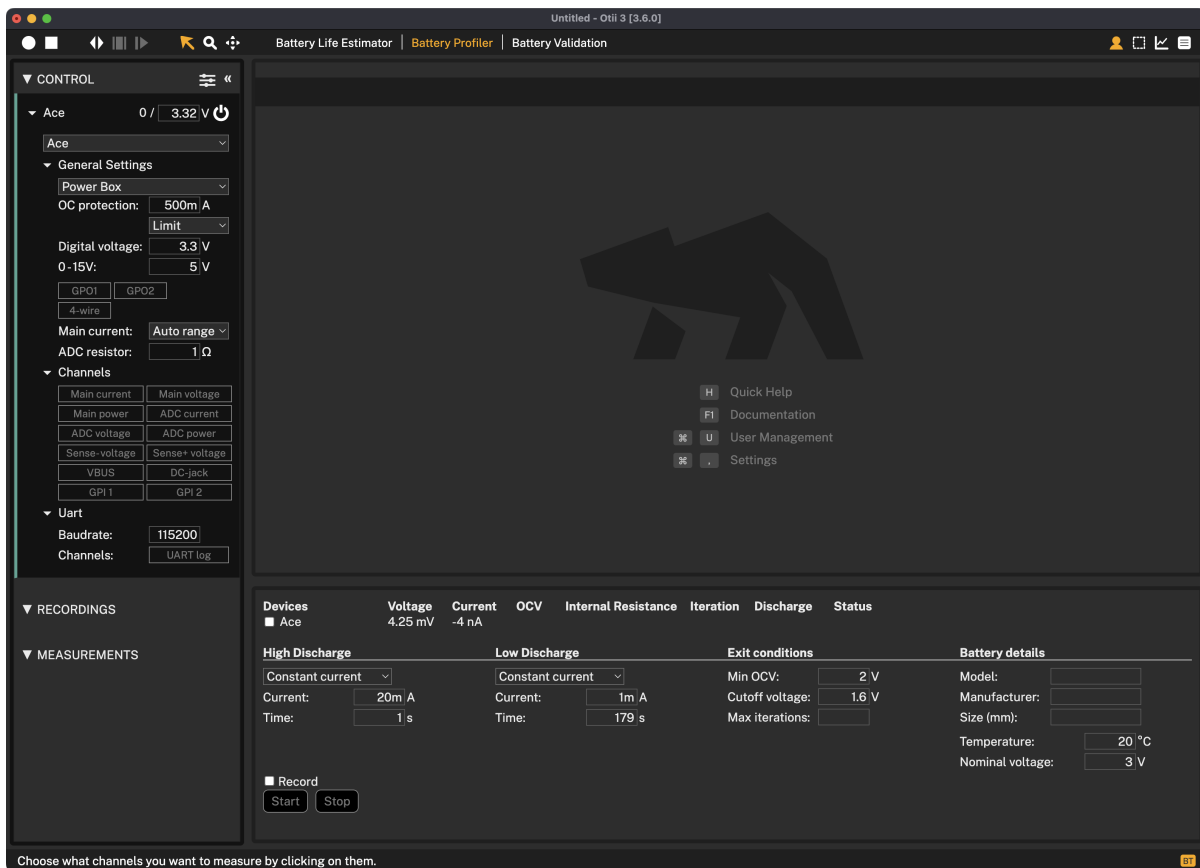 Untitled - Otii 3 [3.6.0]
Battery Life Estimator | Battery Profiler | Battery Validation
CONTROL
Ace 0 / 3.32 V
Ace
General Settings
Power Box
OC protection: 500m A
Limit
Digital voltage: 3.3 V
0-15V: 5 V
GPO1 GPO2
4-wire
Main current: Auto range
ADC resistor: 1 Ω
Channels
Main current Main voltage
Main power ADC current
ADC voltage ADC power
Sense-voltage Sense+ voltage
VBUS DC-jack
GPI 1 GPI 2
Uart
Baudrate: 115200
Channels: UART log
RECORDINGS
MEASUREMENTS
H Quick Help
F1 Documentation
⌘ U User Management
⌘ , Settings
Devices Voltage Current OCV Internal Resistance Iteration Discharge Status
Ace 4.25 mV -4 nA
High Discharge Low Discharge Exit conditions Battery details
Constant current Constant current Min OCV: 2 V Model:
Current: 20m A Current: 1m A Cutoff voltage: 1.6 V Manufacturer:
Time: 1 s Time: 179 s Max iterations: Size (mm):
Temperature: 20 °C
Nominal voltage: 3 V
Record
Start Stop
Choose what channels you want to measure by clicking on them.
BT